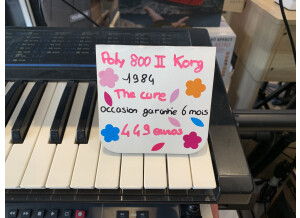 Poly 800 II Korg
1984
The cure
occasion garantie 6 mois
449 euros